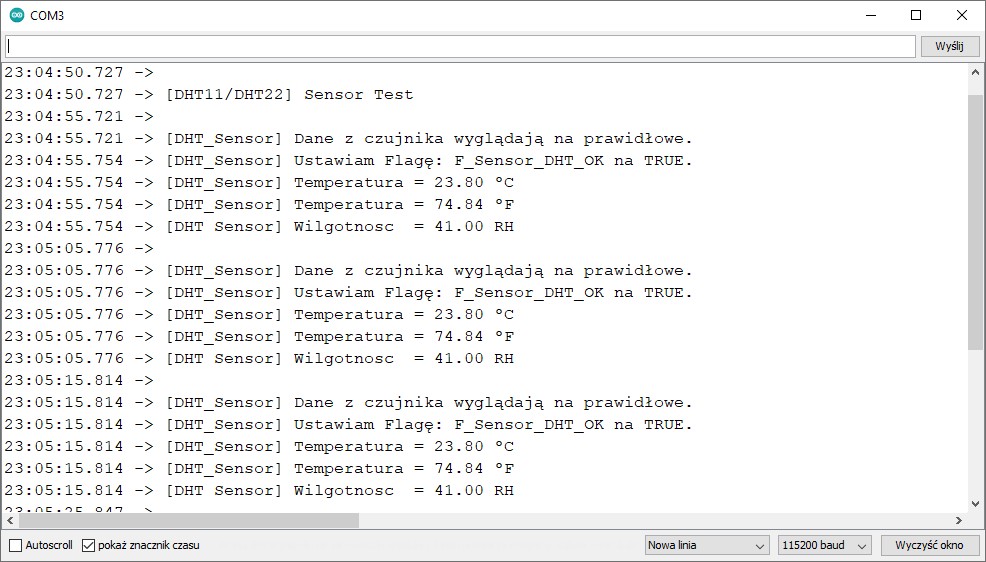 COM3
Wyślij
23:04:50.727 ->
23:04:50.727 -> [DHT11/DHT22] Sensor Test
23:04:55.721 ->
23:04:55.721 -> [DHT_Sensor] Dane z czujnika wyglądają na prawidłowe.
23:04:55.754 -> [DHT_Sensor] Ustawiam Flagę: F_Sensor_DHT_OK na TRUE.
23:04:55.754 -> [DHT_Sensor] Temperatura = 23.80 °C
23:04:55.754 -> [DHT_Sensor] Temperatura = 74.84 °F
23:04:55.754 -> [DHT Sensor] Wilgotnosc  = 41.00 RH
23:05:05.776 ->
23:05:05.776 -> [DHT_Sensor] Dane z czujnika wyglądają na prawidłowe.
23:05:05.776 -> [DHT_Sensor] Ustawiam Flagę: F_Sensor_DHT_OK na TRUE.
23:05:05.776 -> [DHT_Sensor] Temperatura = 23.80 °C
23:05:05.776 -> [DHT_Sensor] Temperatura = 74.84 °F
23:05:05.776 -> [DHT Sensor] Wilgotnosc  = 41.00 RH
23:05:15.814 ->
23:05:15.814 -> [DHT_Sensor] Dane z czujnika wyglądają na prawidłowe.
23:05:15.814 -> [DHT_Sensor] Ustawiam Flagę: F_Sensor_DHT_OK na TRUE.
23:05:15.814 -> [DHT_Sensor] Temperatura = 23.80 °C
23:05:15.814 -> [DHT_Sensor] Temperatura = 74.84 °F
23:05:15.814 -> [DHT Sensor] Wilgotnosc  = 41.00 RH
23:05:25.847 ->
Autoscroll pokaż znacznik czasu Nowa linia 115200 baud Wyczyść okno